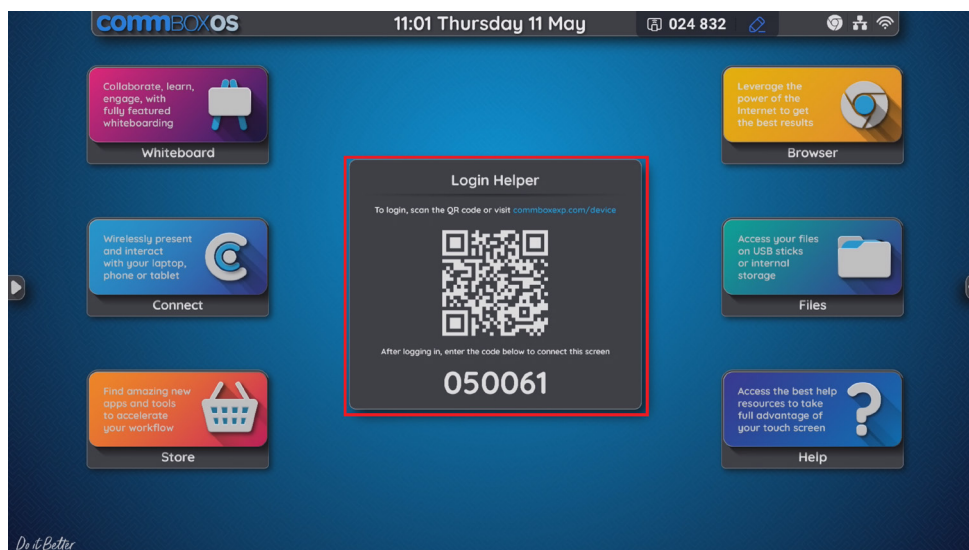 commBOXOS
11:01 Thursday 11 May
024 832
Collaborate, learn,
engage, with
fully featured
whiteboarding
Whiteboard
Wirelessly present
and interact
with your laptop,
phone or tablet
Connect
Find amazing new
apps and tools
to accelerate
your workflow
Store
Login Helper
To login, scan the QR code or visit commboxexp.com/device
After logging in, enter the code below to connect this screen
050061
Leverage the
power of the
Internet to get
the best results
Browser
Access your files
on USB sticks
or internal
storage
Files
Access the best help
resources to take
full advantage of
your touch screen
Help
Do it Better